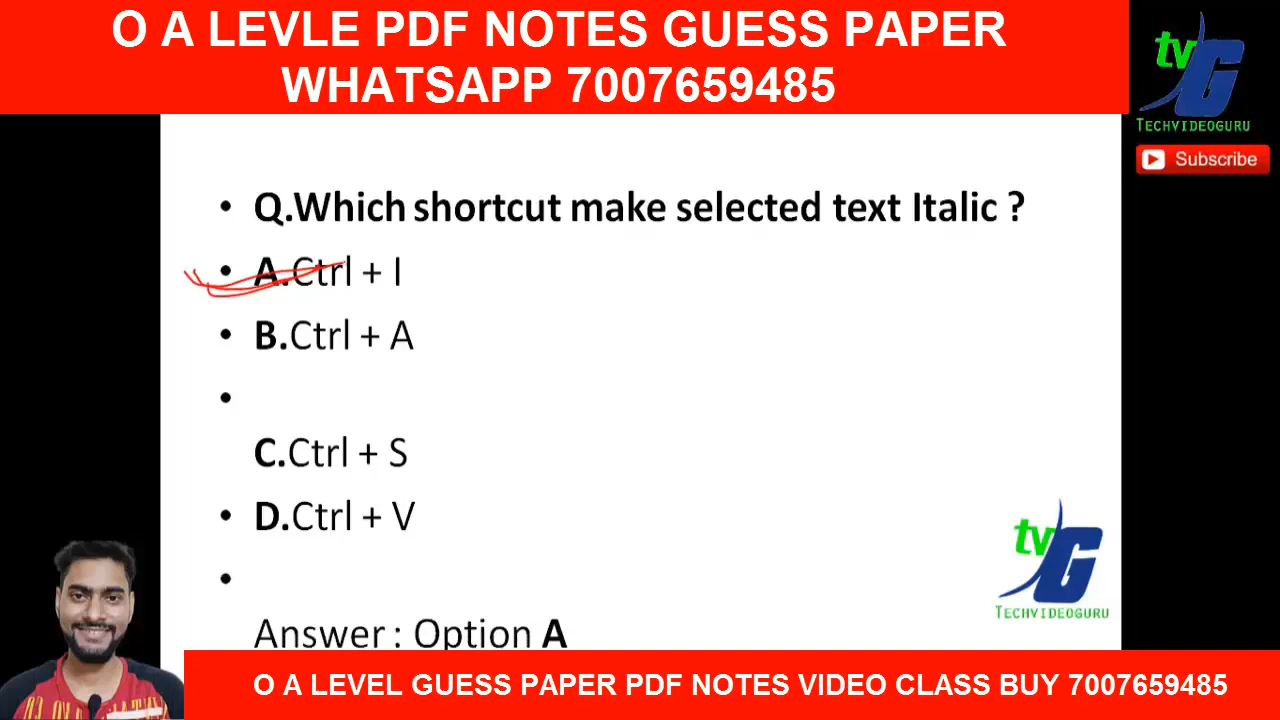 O A LEVLE PDF NOTES GUESS PAPER
WHATSAPP 7007659485
tvG
TECHVIDEOGURU
Subscribe
• Q.Which shortcut make selected text Italic ?
• A.Ctrl + I
• B.Ctrl + A
•
C.Ctrl + S
• D.Ctrl + V
•
Answer : Option A
tvG
TECHVIDEOGURU
O A LEVEL GUESS PAPER PDF NOTES VIDEO CLASS BUY 7007659485